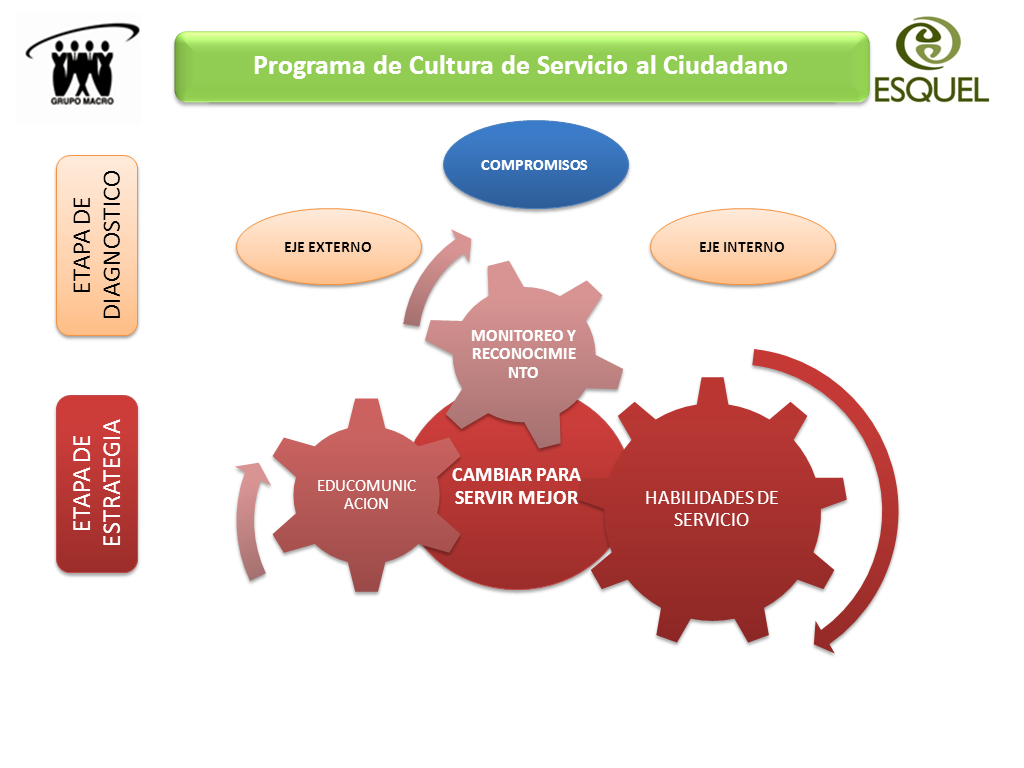 GRUPO MACRO
Programa de Cultura de Servicio al Ciudadano
ESQUEL
COMPROMISOS
ETAPA DE
DIAGNOSTICO
EJE EXTERNO
EJE INTERNO
MONITOREO Y
RECONOCIMIE
NTO
ETAPA DE
ESTRATEGIA
EDUCOMUNIC
ACION
CAMBIAR PARA
SERVIR MEJOR
HABILIDADES DE
SERVICIO